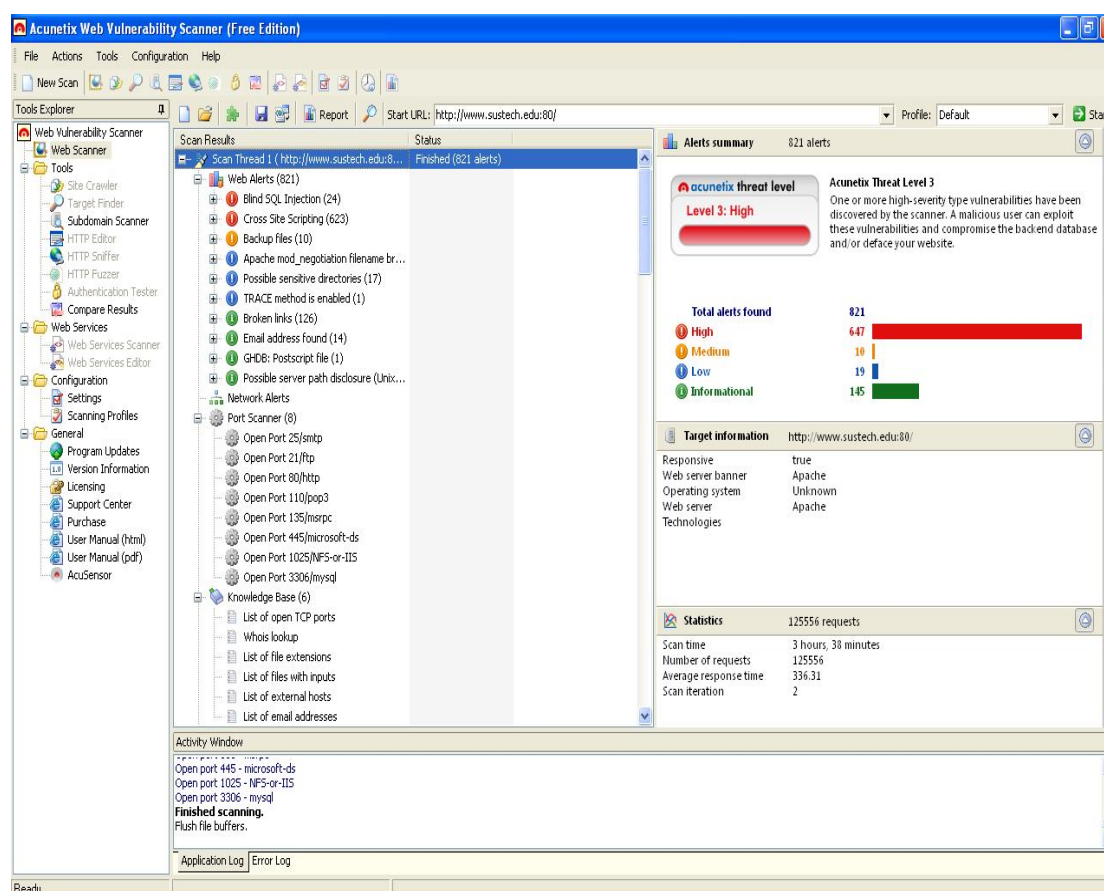 Acunetix Web Vulnerability Scanner (Free Edition)
File Actions Tools Configuration Help
New Scan
Tools Explorer
Report
Start URL: http://www.sustech.edu:80/
Profile: Default
Web Vulnerability Scanner
Web Scanner
Tools
Site Crawler
Target Finder
Subdomain Scanner
HTTP Editor
HTTP Sniffer
HTTP Fuzzer
Authentication Tester
Compare Results
Web Services
Web Services Scanner
Web Services Editor
Configuration
Settings
Scanning Profiles
General
Program Updates
Version Information
Licensing
Support Center
Purchase
User Manual (html)
User Manual (pdf)
AcuSensor
Scan Results Status
Scan Thread 1 ( http://www.sustech.edu:8... Finished (821 alerts)
Web Alerts (821)
Blind SQL Injection (24)
Cross Site Scripting (623)
Backup files (10)
Apache mod_negotiation filename br...
Possible sensitive directories (17)
TRACE method is enabled (1)
Broken links (126)
Email address found (14)
GHDB: Postscript file (1)
Possible server path disclosure (Unix...
Network Alerts
Port Scanner (8)
Open Port 25/smtp
Open Port 21/ftp
Open Port 80/http
Open Port 110/pop3
Open Port 135/msrpc
Open Port 445/microsoft-ds
Open Port 1025/NFS-or-IIS
Open Port 3306/mysql
Knowledge Base (6)
List of open TCP ports
Whois lookup
List of file extensions
List of files with inputs
List of external hosts
List of email addresses
Alerts summary 821 alerts
acunetix threat level
Level 3: High
Acunetix Threat Level 3
One or more high-severity type vulnerabilities have been
discovered by the scanner. A malicious user can exploit
these vulnerabilities and compromise the backend database
and/or deface your website.
Total alerts found 821
High 647
Medium 10
Low 19
Informational 145
Target information http://www.sustech.edu:80/
Responsive true
Web server banner Apache
Operating system Unknown
Web server Apache
Technologies
Statistics 125556 requests
Scan time 3 hours, 38 minutes
Number of requests 125556
Average response time 336.31
Scan iteration 2
Activity Window
Open port 445 - microsoft-ds
Open port 1025 - NFS-or-IIS
Open port 3306 - mysql
Finished scanning.
Flush file buffers.
Application Log Error Log
Ready